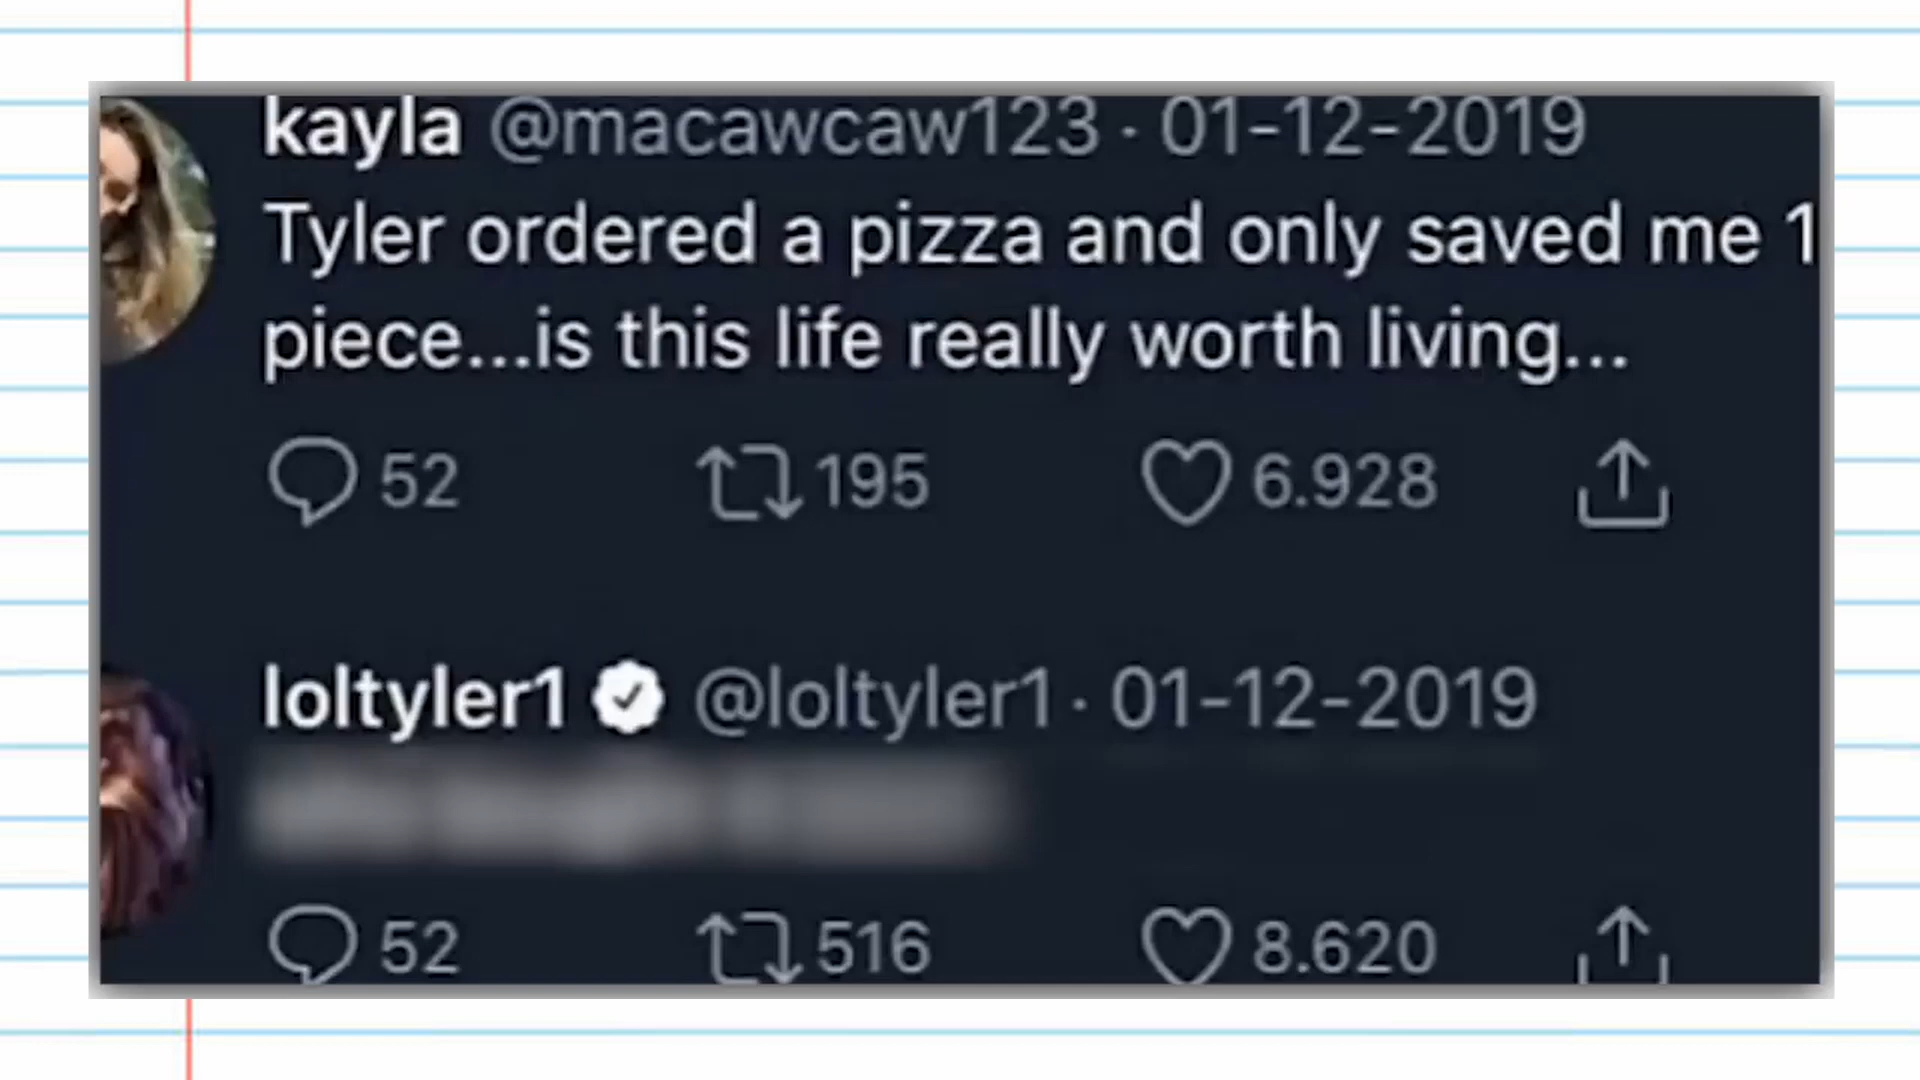 kayla @macawcaw123 · 01-12-2019
Tyler ordered a pizza and only saved me 1
piece...is this life really worth living...
52 195 6.928
loltyler1 @loltyler1 · 01-12-2019
52 516 8.620